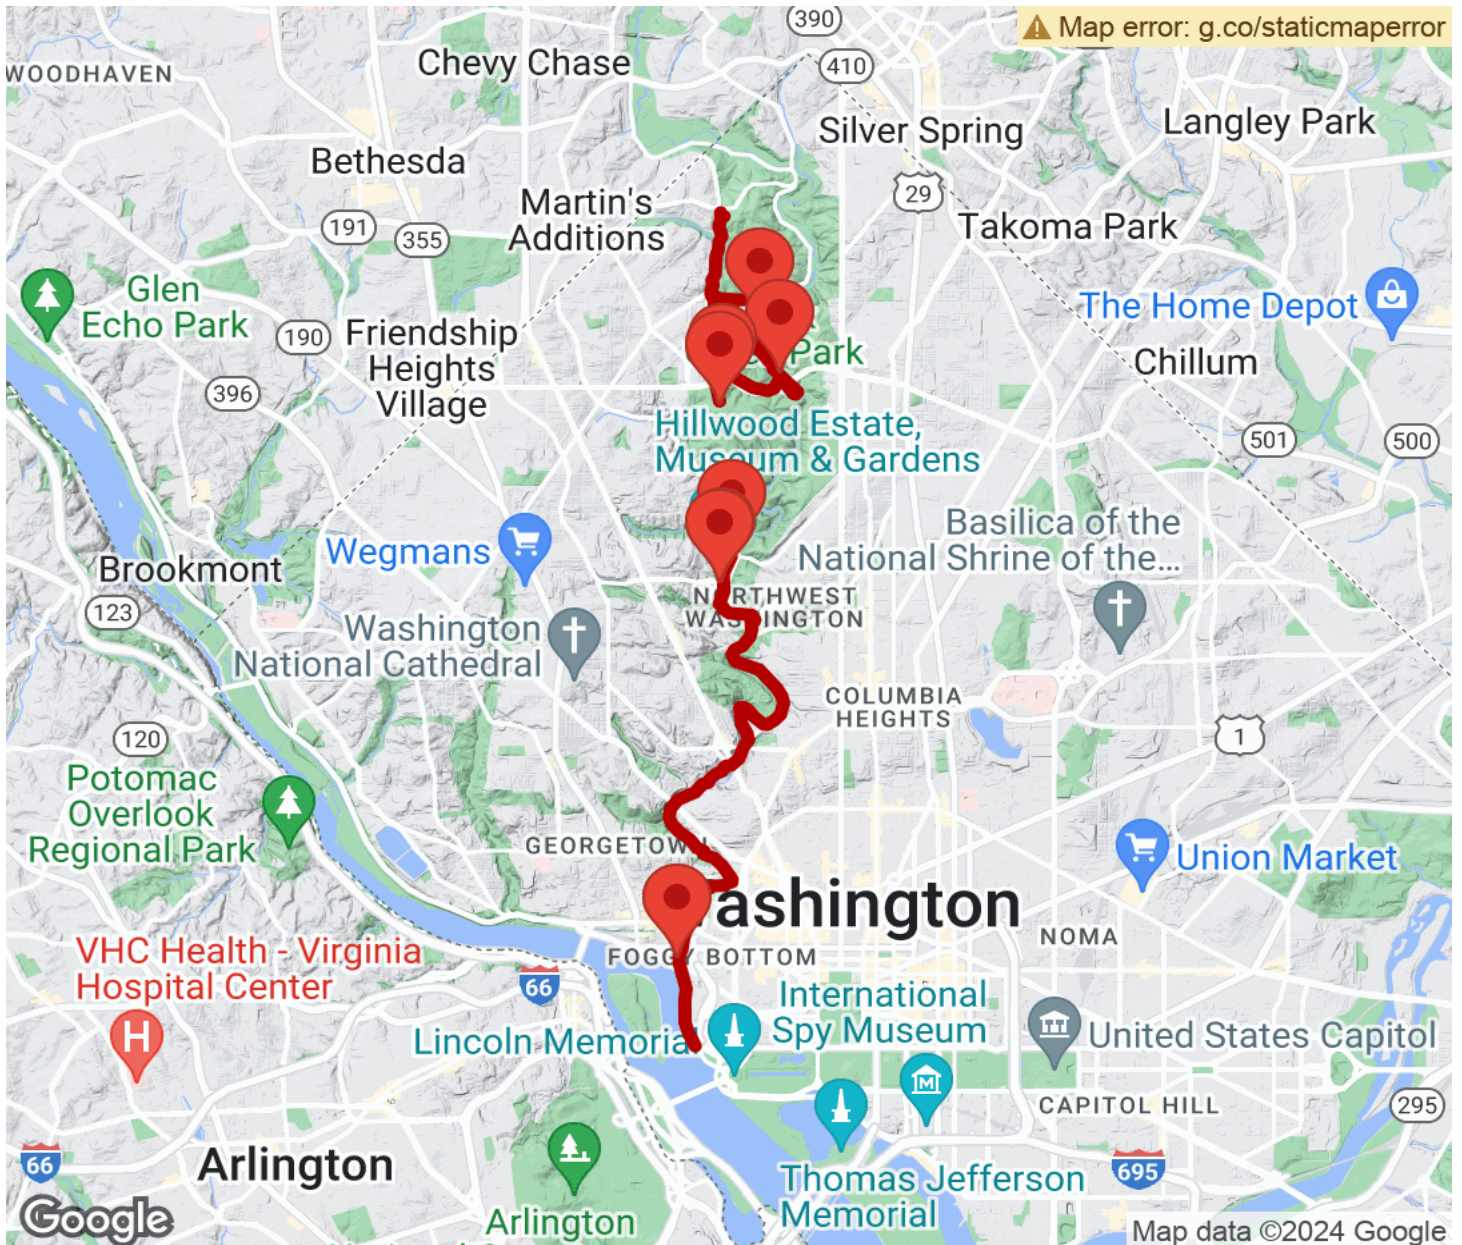 390
Map error: g.co/staticmaperror
WOODHAVEN
Chevy Chase
410
Silver Spring
Langley Park
Bethesda
29
Martin's
Additions
191
355
Takoma Park
Glen
Echo Park
190
Friendship
Heights
Village
The Home Depot
Park
Chillum
396
Hillwood Estate,
Museum & Gardens
501
500
Wegmans
Basilica of the
National Shrine of the...
Brookmont
123
NORTHWEST
WASHINGTON
Washington
National Cathedral
COLUMBIA
HEIGHTS
120
1
Potomac
Overlook
Regional Park
GEORGETOWN
Union Market
ashington
VHC Health - Virginia
Hospital Center
FOGGY BOTTOM
NOMA
66
International
Spy Museum
Lincoln Memorial
United States Capitol
H
M
CAPITOL HILL
295
66
Arlington
695
Thomas Jefferson
Memorial
Google
Arlington
Map data ©2024 Google